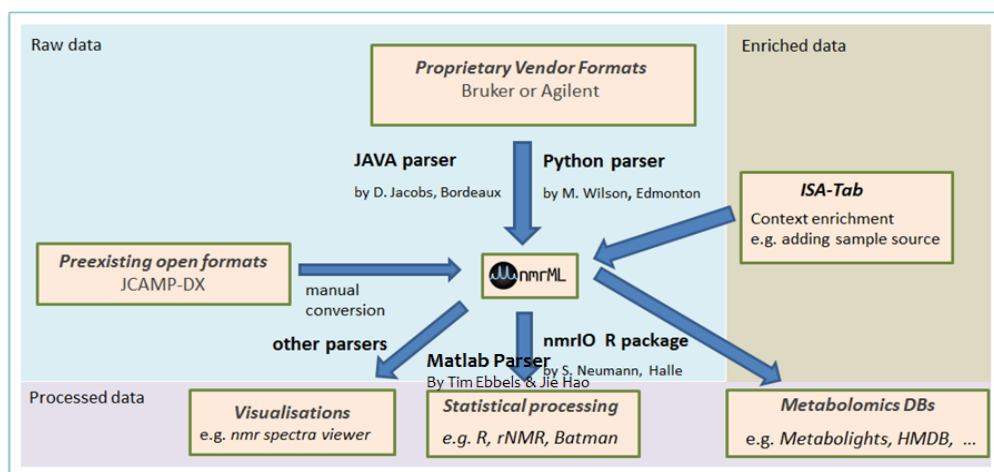 Raw data
Enriched data
Proprietary Vendor Formats
Bruker or Agilent
JAVA parser
by D. Jacobs, Bordeaux
Python parser
by M. Wilson, Edmonton
ISA-Tab
Context enrichment
e.g. adding sample source
Preexisting open formats
JCAMP-DX
manual
conversion
nmrML
other parsers
nmrIO R package
by S. Neumann, Halle
Matlab Parser
By Tim Ebbels & Jie Hao
Processed data
Visualisations
e.g. nmr spectra viewer
Statistical processing
e.g. R, rNMR, Batman
Metabolomics DBs
e.g. Metabolights, HMDB, ...